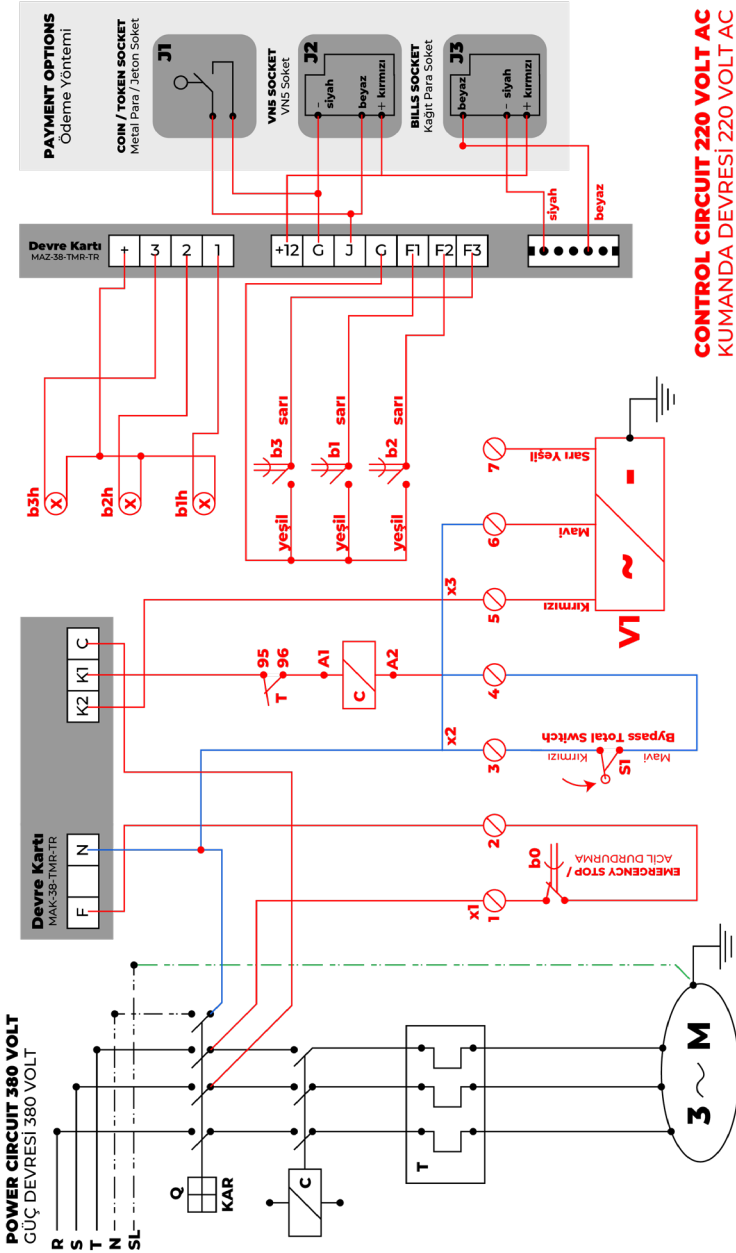 POWER CIRCUIT 380 VOLT
GÜÇ DEVRESİ 380 VOLT
R
S
T
N
SL
Q
KAR
C
T
3 ~ M
Devre Kartı
MAK-38-TMR-TR
F
N
K2
K1
C
x1
1
2
3
4
5
6
7
b0
EMERGENCY STOP /
ACİL DURDURMA
x2
x3
S1
Kırmızı
Mavi
Bypass Total Switch
95
96
T
A1
C
A2
V1
~
-
Kırmızı
Mavi
Sarı Yeşil
b3h
b2h
b1h
X
X
X
yeşil
b3
sarı
yeşil
b1
sarı
yeşil
b2
sarı
Devre Kartı
MAZ-38-TMR-TR
+
3
2
1
+12
G
J
G
F1
F2
F3
siyah
beyaz
PAYMENT OPTIONS
Ödeme Yöntemi
COIN / TOKEN SOCKET
Metal Para / Jeton Soket
J1
VN5 SOCKET
VN5 Soket
J2
- siyah
beyaz
+ kırmızı
BILLS SOCKET
Kağıt Para Soket
J3
beyaz
- siyah
+ kırmızı
CONTROL CIRCUIT 220 VOLT AC
KUMANDA DEVRESİ 220 VOLT AC